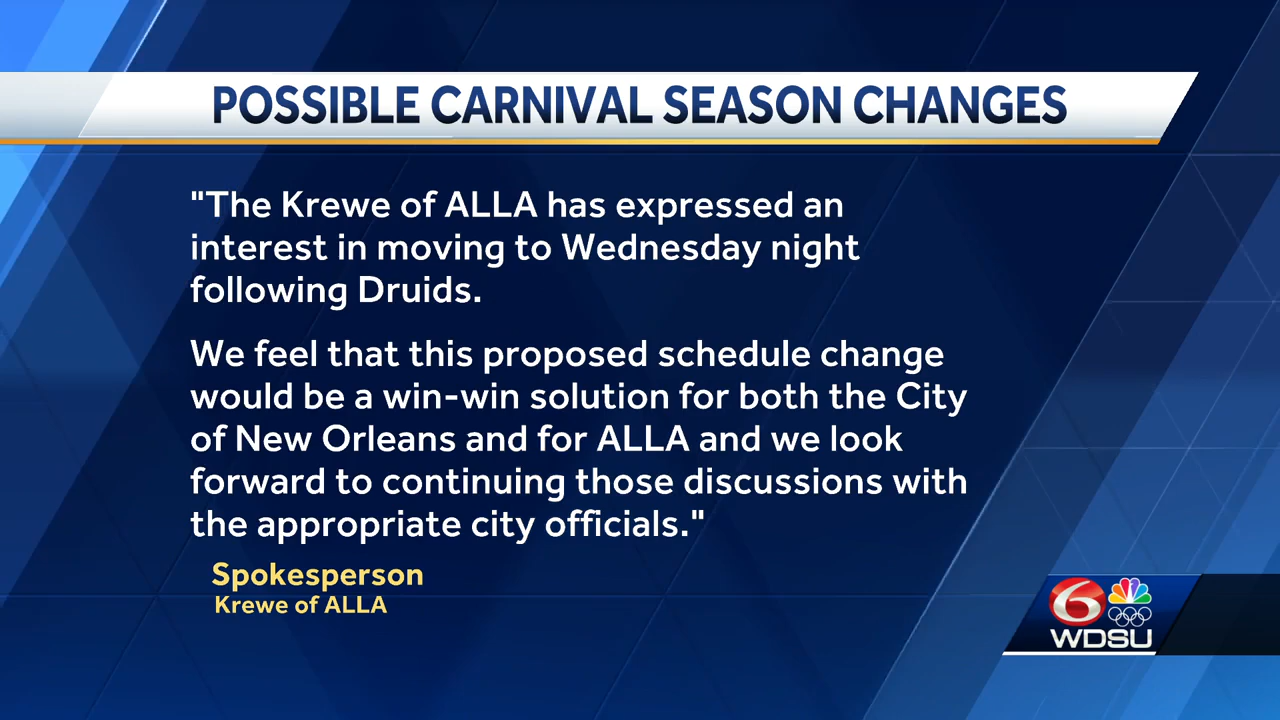 POSSIBLE CARNIVAL SEASON CHANGES
"The Krewe of ALLA has expressed an
interest in moving to Wednesday night
following Druids.
We feel that this proposed schedule change
would be a win-win solution for both the City
of New Orleans and for ALLA and we look
forward to continuing those discussions with
the appropriate city officials."
Spokesperson
Krewe of ALLA
6
WDSU